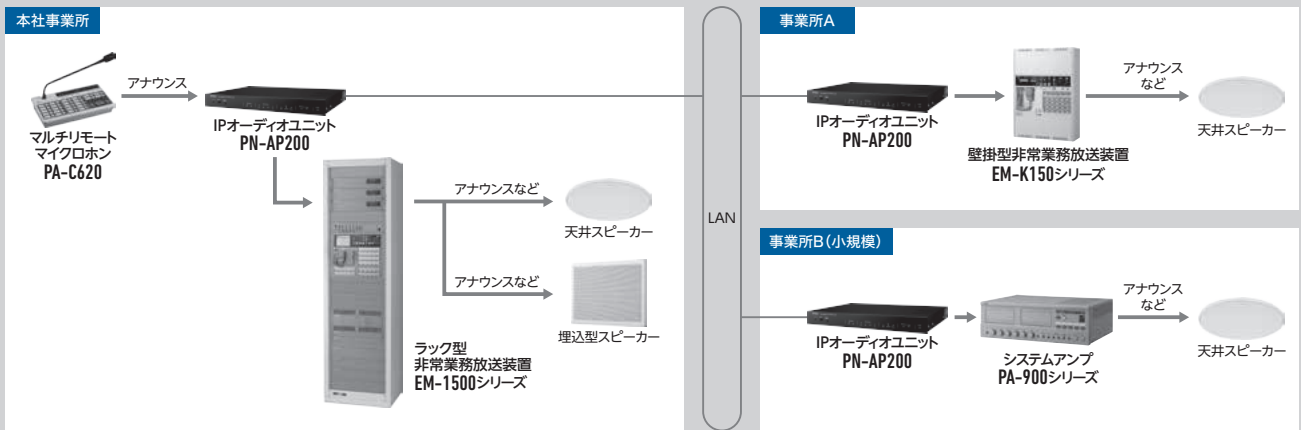 本社事業所
アナウンス
マルチリモート
マイクロホン
PA-C620
IPオーディオユニット
PN-AP200
アナウンスなど
天井スピーカー
アナウンスなど
埋込型スピーカー
ラック型
非常業務放送装置
EM-1500シリーズ
LAN
事業所A
IPオーディオユニット
PN-AP200
壁掛型非常業務放送装置
EM-K150シリーズ
アナウンス
など
天井スピーカー
事業所B(小規模)
IPオーディオユニット
PN-AP200
システムアンプ
PA-900シリーズ
アナウンス
など
天井スピーカー